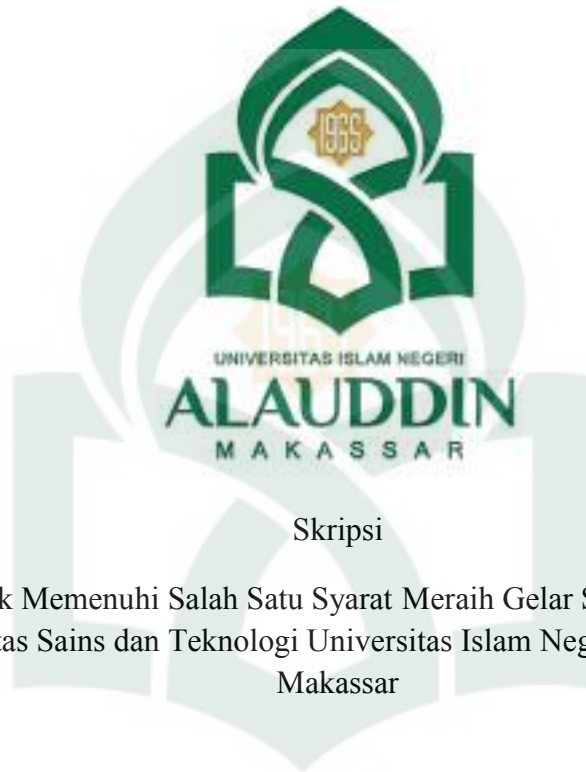 1965
UNIVERSITAS ISLAM NEGERI
ALAUDDIN
MAKASSAR
Skripsi
k Memenuhi Salah Satu Syarat Meraih Gelar S
tas Sains dan Teknologi Universitas Islam Neg
Makassar